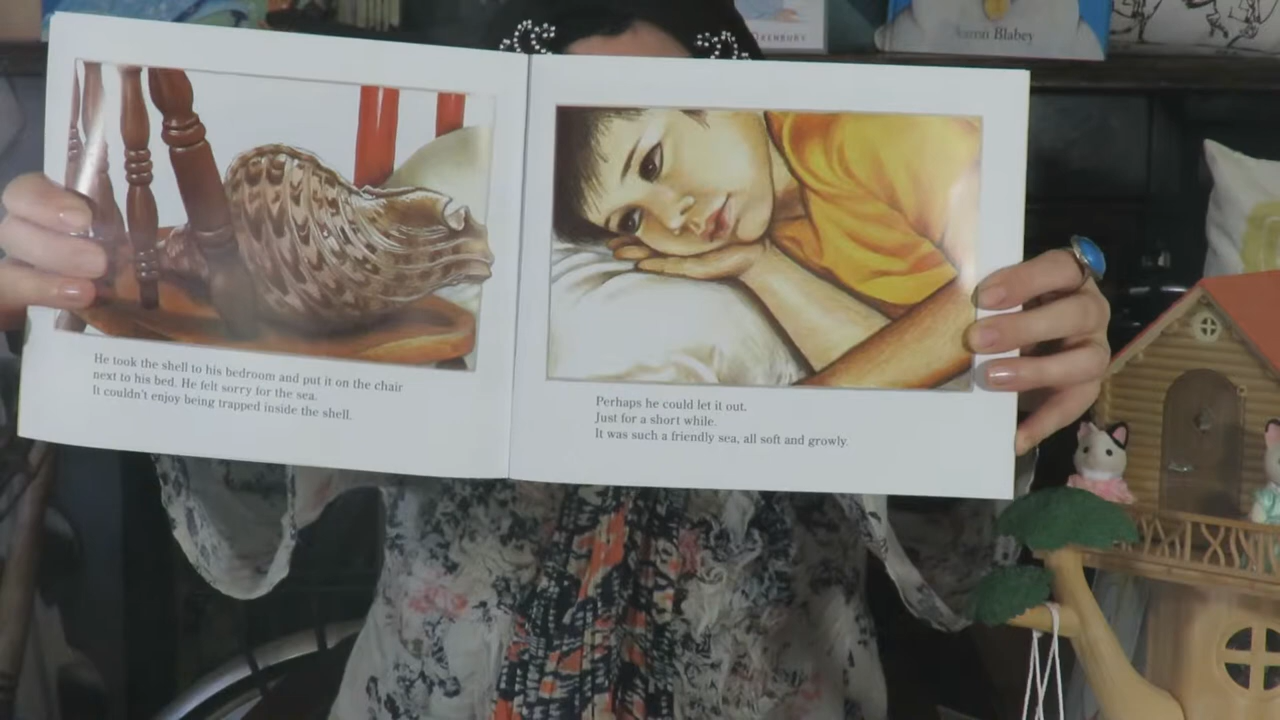 OXENBURY
Aaron Blabey
He took the shell to his bedroom and put it on the chair
next to his bed. He felt sorry for the sea.
It couldn't enjoy being trapped inside the shell.
Perhaps he could let it out.
Just for a short while.
It was such a friendly sea, all soft and growly.